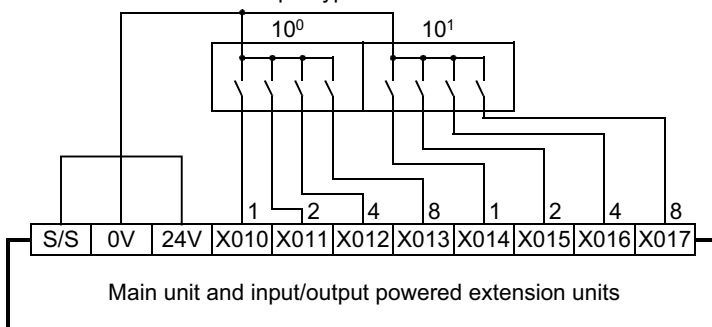 10⁰ 10¹
1 2 4 8 1 2 4 8
S/S 0V 24V X010 X011 X012 X013 X014 X015 X016 X017
Main unit and input/output powered extension units